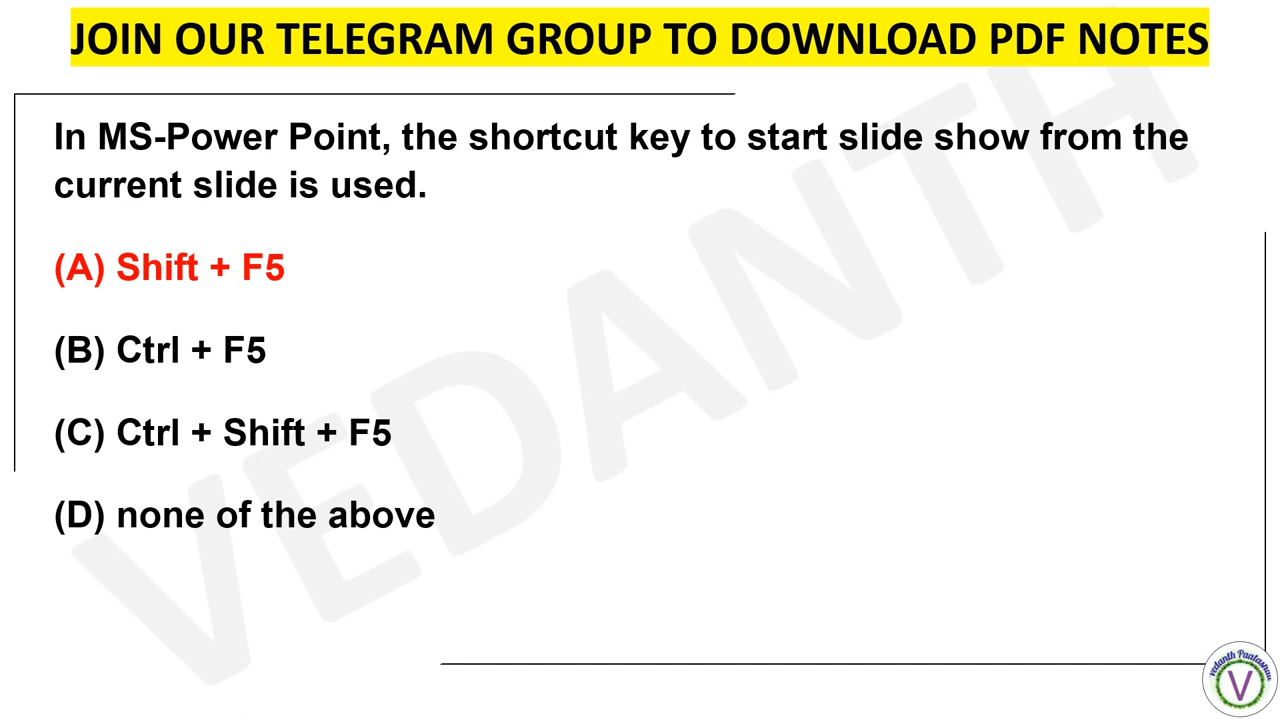 JOIN OUR TELEGRAM GROUP TO DOWNLOAD PDF NOTES
In MS-Power Point, the shortcut key to start slide show from the
current slide is used.
(A) Shift + F5
(B) Ctrl + F5
(C) Ctrl + Shift + F5
(D) none of the above
VEDANTH
V